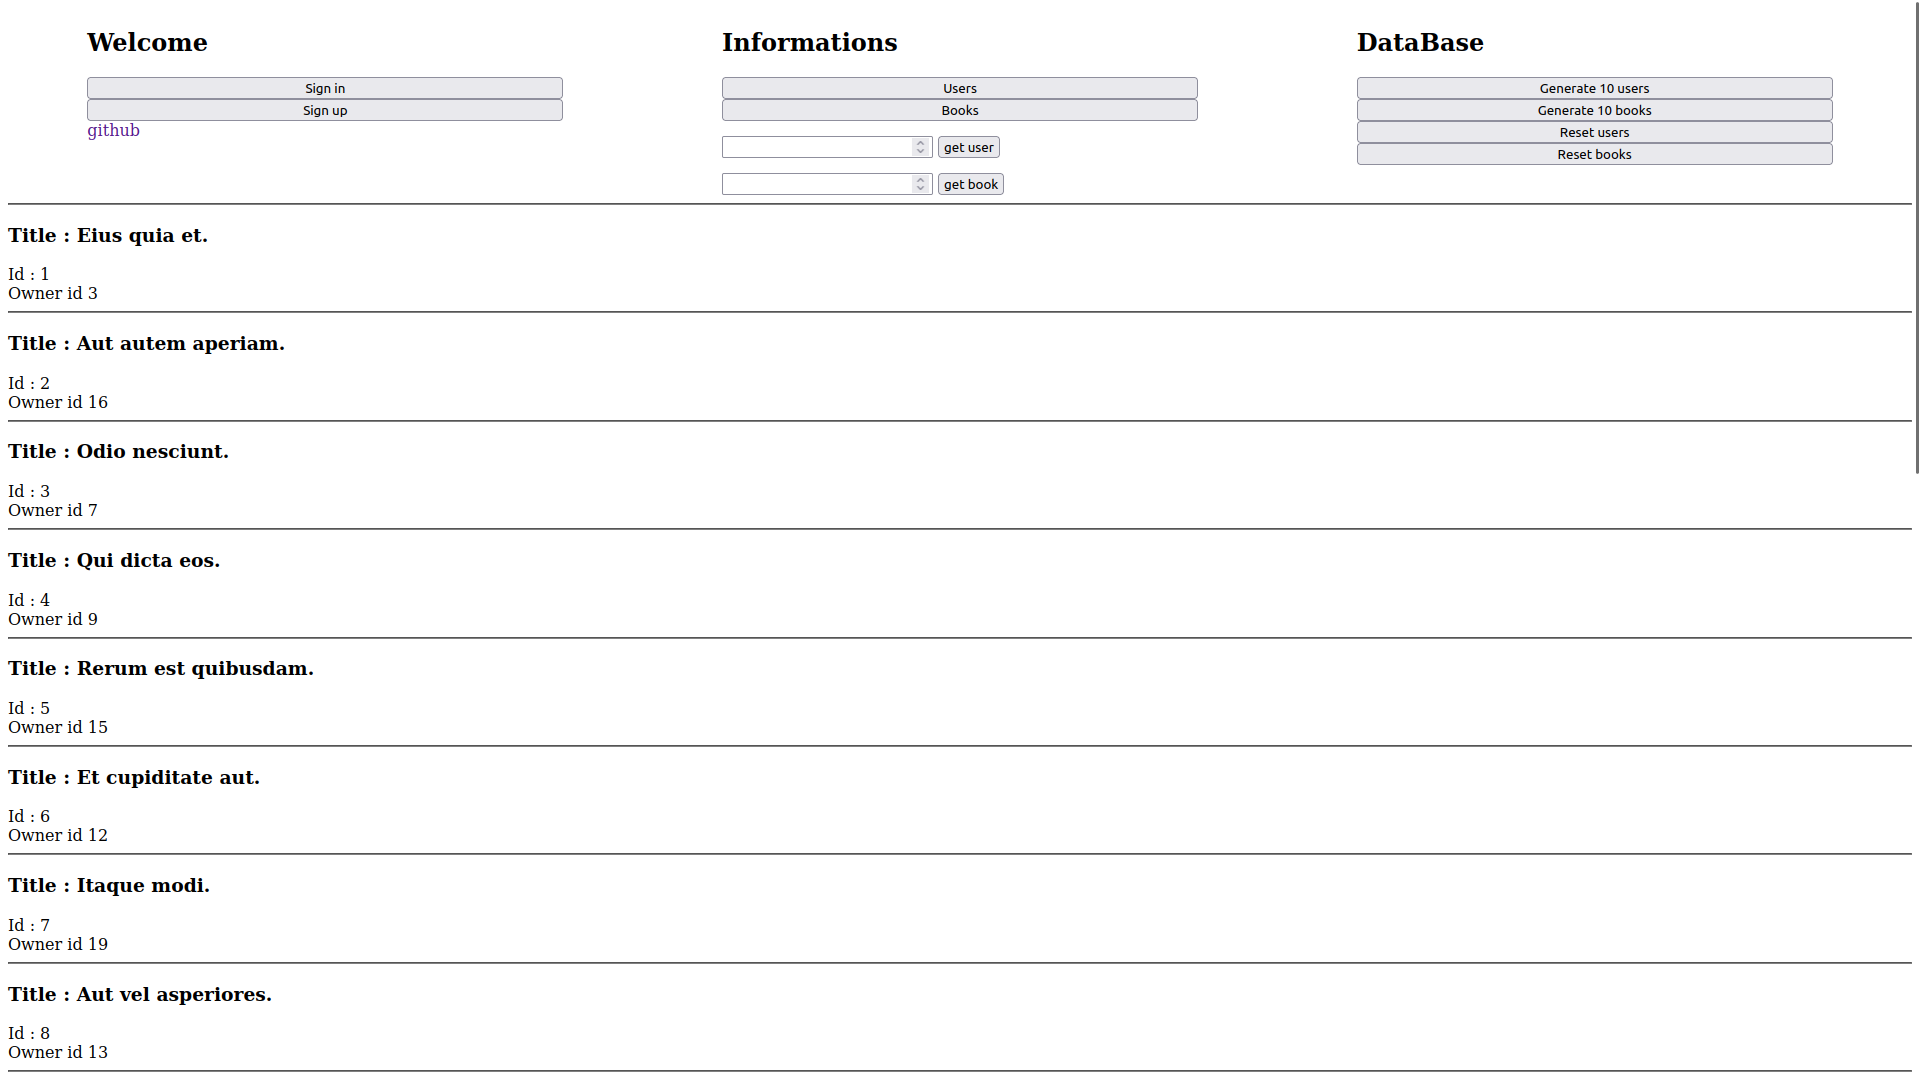 Welcome
Sign in
Sign up
github
Informations
Users
Books
get user
get book
DataBase
Generate 10 users
Generate 10 books
Reset users
Reset books
Title : Eius quia et.
Id : 1
Owner id 3
Title : Aut autem aperiam.
Id : 2
Owner id 16
Title : Odio nesciunt.
Id : 3
Owner id 7
Title : Qui dicta eos.
Id : 4
Owner id 9
Title : Rerum est quibusdam.
Id : 5
Owner id 15
Title : Et cupiditate aut.
Id : 6
Owner id 12
Title : Itaque modi.
Id : 7
Owner id 19
Title : Aut vel asperiores.
Id : 8
Owner id 13